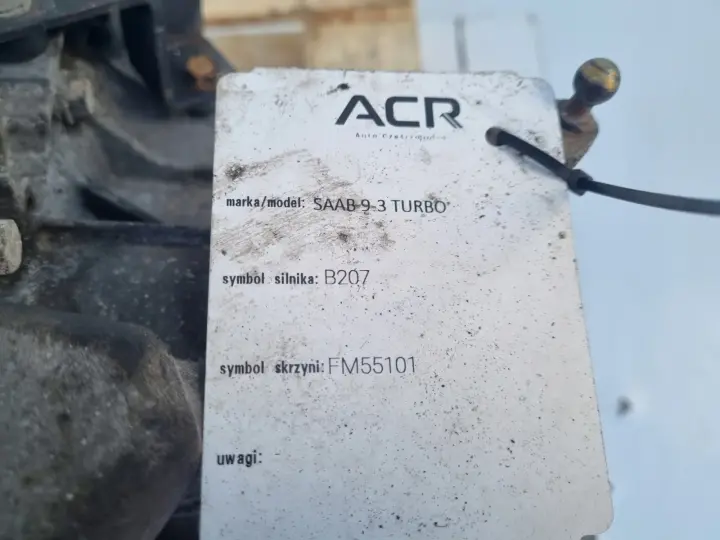 ACR
marka/model: SAAB 9-3 TURBO
symbol silnika: B207
symbol skrzyni: FM55101
uwagi: